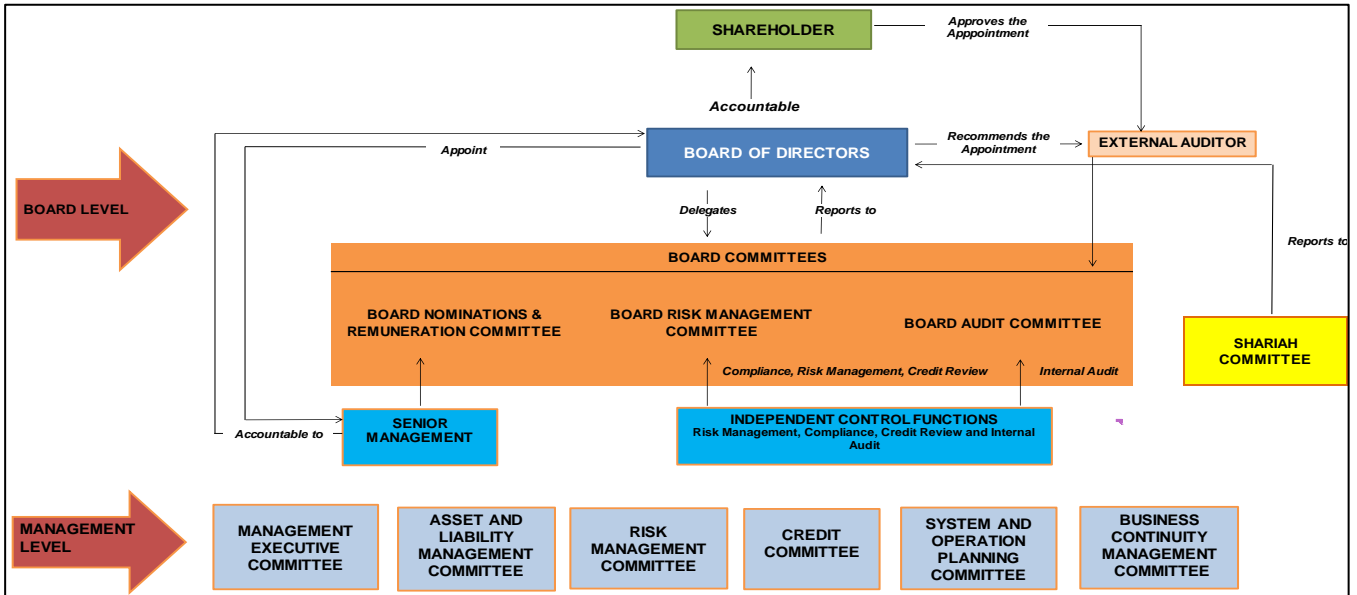 SHAREHOLDER
Approves the
Apppointment
Accountable
BOARD OF DIRECTORS
Appoint
Recommends the
Appointment
EXTERNAL AUDITOR
BOARD LEVEL
Delegates
Reports to
Reports to
BOARD COMMITTEES
BOARD NOMINATIONS &
REMUNERATION COMMITTEE
BOARD RISK MANAGEMENT
COMMITTEE
BOARD AUDIT COMMITTEE
SHARIAH
COMMITTEE
Compliance, Risk Management, Credit Review
Internal Audit
SENIOR
MANAGEMENT
Accountable to
INDEPENDENT CONTROL FUNCTIONS
Risk Management, Compliance, Credit Review and Internal
Audit
MANAGEMENT
LEVEL
MANAGEMENT
EXECUTIVE
COMMITTEE
ASSET AND
LIABILITY
MANAGEMENT
COMMITTEE
RISK
MANAGEMENT
COMMITTEE
CREDIT
COMMITTEE
SYSTEM AND
OPERATION
PLANNING
COMMITTEE
BUSINESS
CONTINUITY
MANAGEMENT
COMMITTEE